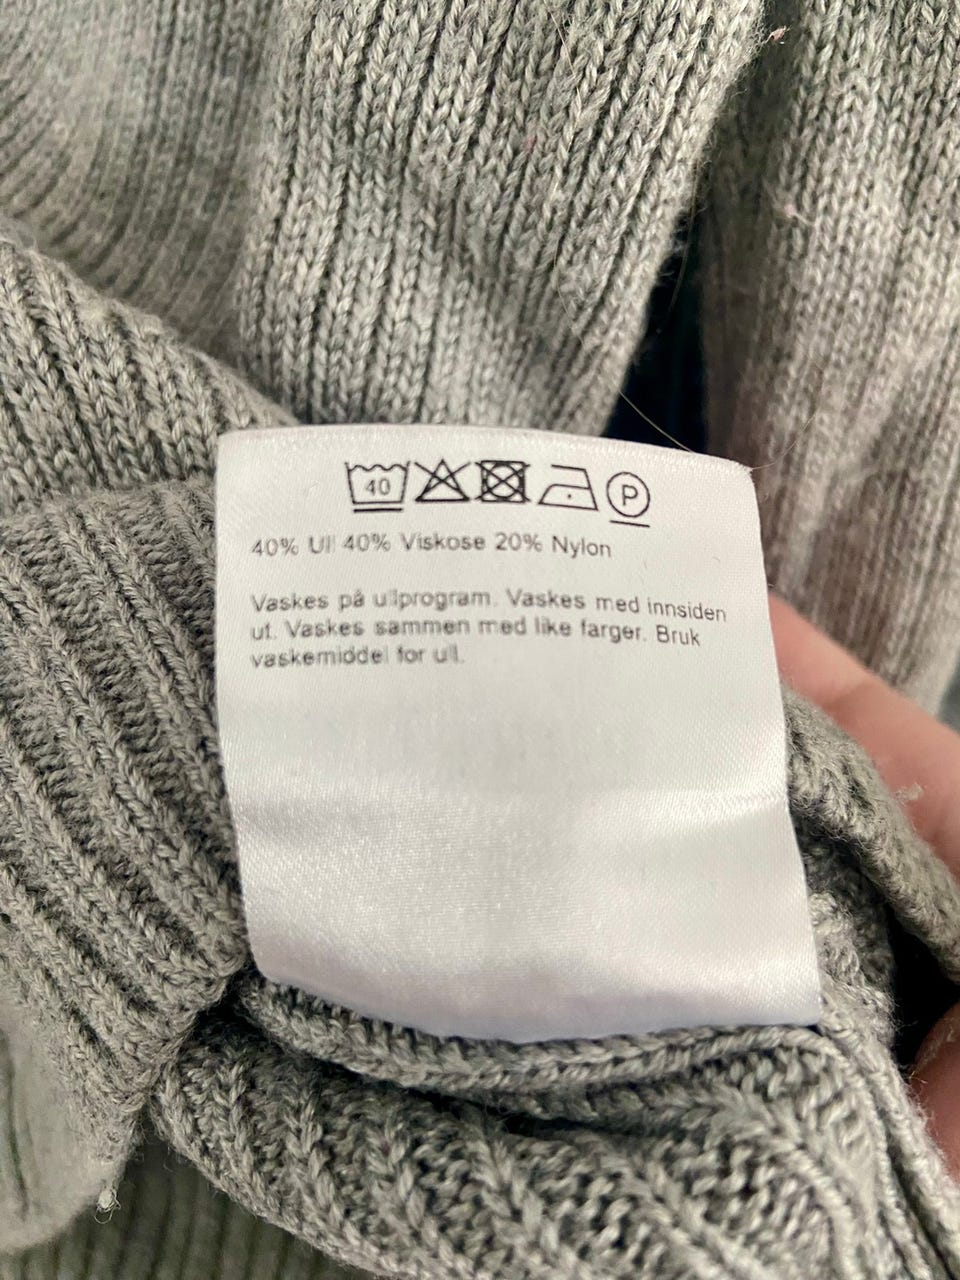 40
P
40% Ull 40% Viskose 20% Nylon
Vaskes på ullprogram. Vaskes med innsiden
ut. Vaskes sammen med like farger. Bruk
vaskemiddel for ull.